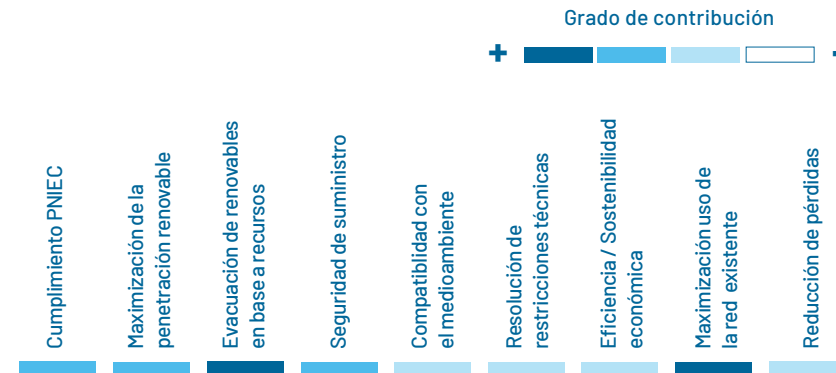 Grado de contribución
+
-
Cumplimiento PNIEC
Maximización de la
penetración renovable
Evacuación de renovables
en base a recursos
Seguridad de suministro
Compatiblidad con
el medioambiente
Resolución de
restricciones técnicas
Eficiencia / Sostenibilidad
económica
Maximización uso de
la red existente
Reducción de pérdidas